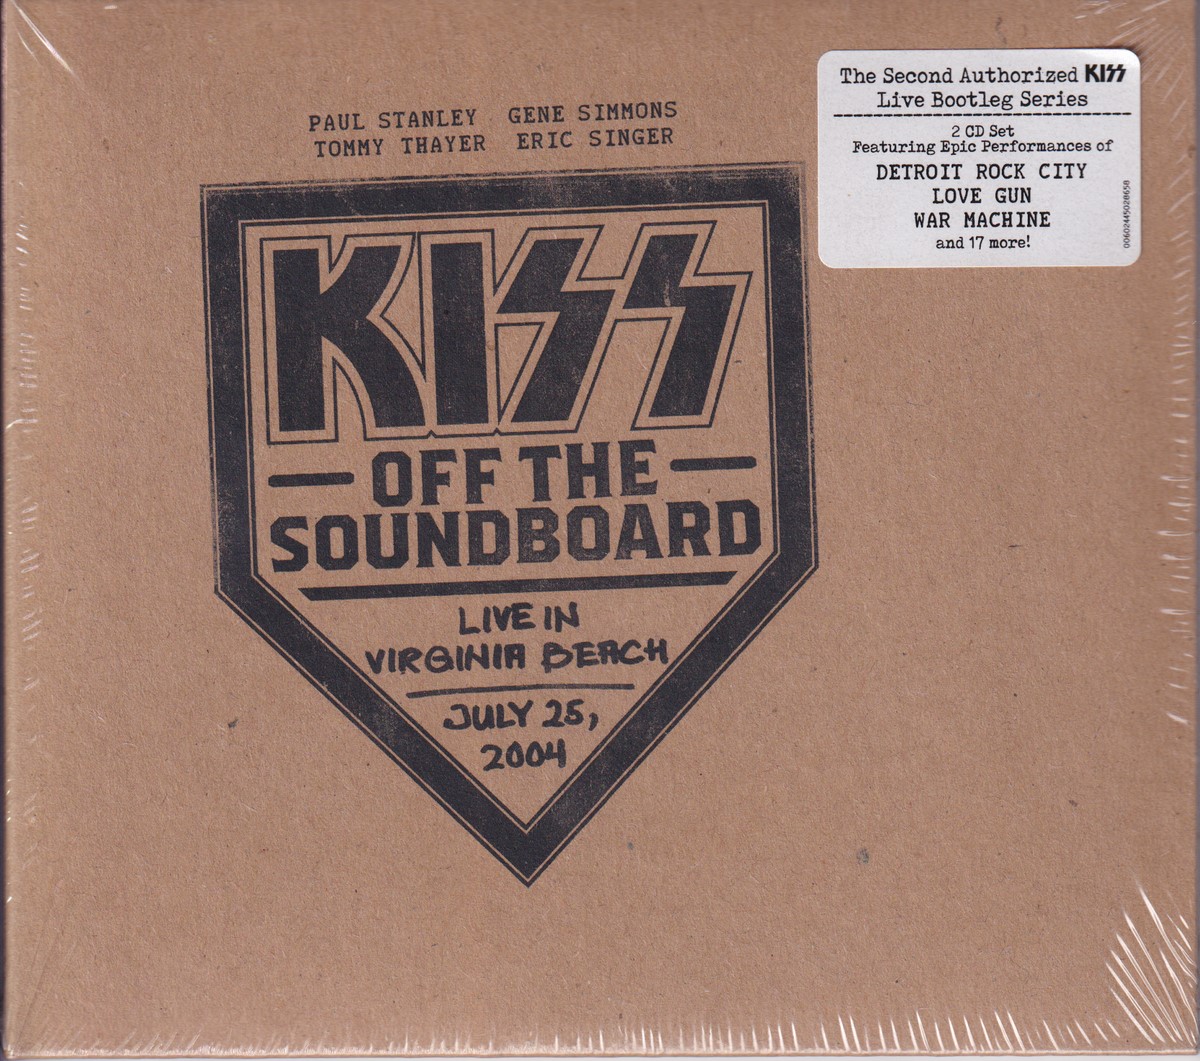 PAUL STANLEY GENE SIMMONS
TOMMY THAYER ERIC SINGER
KISS
OFF THE
SOUNDBOARD
LIVE IN
VIRGINIA BEACH
JULY 25,
2004
The Second Authorized KISS
Live Bootleg Series
2 CD Set
Featuring Epic Performances of
DETROIT ROCK CITY
LOVE GUN
WAR MACHINE
and 17 more!
00602445028658